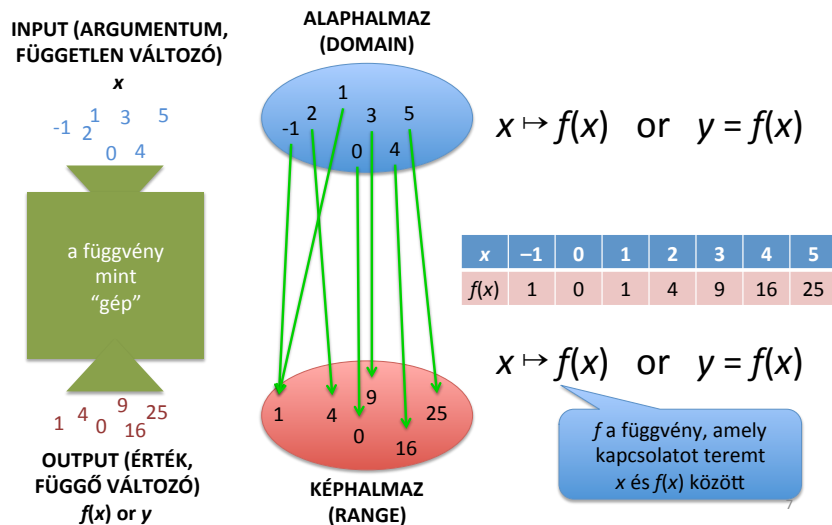 INPUT (ARGUMENTUM,
FÜGGETLEN VÁLTOZÓ)
x
-1 2 1 3 5
0 4
a függvény
mint
“gép”
1 4 0 9 16 25
OUTPUT (ÉRTÉK,
FÜGGŐ VÁLTOZÓ)
f(x) or y
ALAPHALMAZ
(DOMAIN)
1
-1 2 3 5
0 4
9
1 4 25
0 16
KÉPHALMAZ
(RANGE)
x ↦ f(x) or y = f(x)
x –1 0 1 2 3 4 5
f(x) 1 0 1 4 9 16 25
x ↦ f(x) or y = f(x)
f a függvény, amely
kapcsolatot teremt
x és f(x) között
7